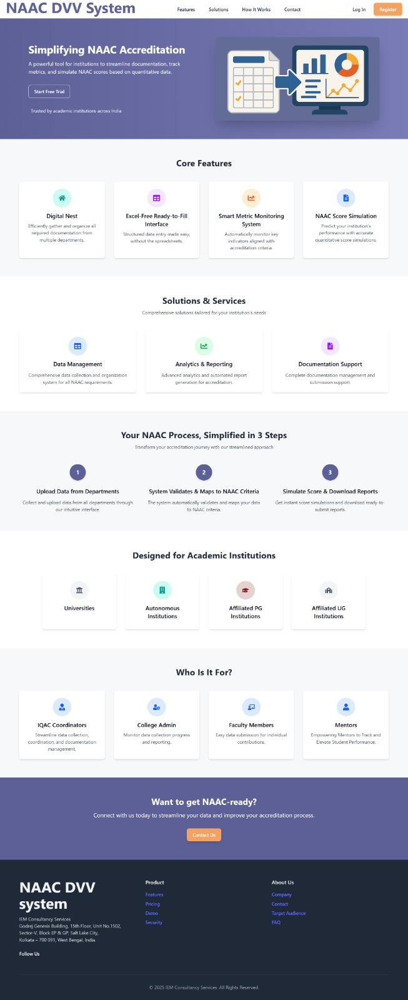 NAAC DVV System
Features
Solutions
How It Works
Contact
Log In
Register
Simplifying NAAC Accreditation
A powerful tool for institutions to streamline documentation, track
metrics, and simulate NAAC scores based on quantitative data.
Start Free Trial
Trusted by academic institutions across India
Core Features
Digital Nest
Efficiently gather and organize all
required documentation from
multiple departments.
Excel-Free Ready-to-Fill
Interface
Structured data entry made easy,
without the spreadsheets.
Smart Metric Monitoring
System
Automatically monitor key
indicators aligned with
accreditation criteria.
NAAC Score Simulation
Predict your institution's
performance with accurate
quantitative score simulations.
Solutions & Services
Comprehensive solutions tailored for your institution's needs
Data Management
Comprehensive data collection and organization
system for all NAAC requirements.
Analytics & Reporting
Advanced analytics and automated report
generation for accreditation.
Documentation Support
Complete documentation management and
submission support.
Your NAAC Process, Simplified in 3 Steps
Transform your accreditation journey with our streamlined approach
1
Upload Data from Departments
Collect and upload data from all departments through
our intuitive interface.
2
System Validates & Maps to NAAC Criteria
The system automatically validates and maps your data
to NAAC criteria.
3
Simulate Score & Download Reports
Get instant score simulations and download ready-to-
submit reports.
Designed for Academic Institutions
Universities
Autonomous
Institutions
Affiliated PG
Institutions
Affiliated UG
Institutions
Who Is It For?
IQAC Coordinators
Streamline data collection,
coordination, and documentation
management.
College Admin
Monitor data collection progress
and reporting.
Faculty Members
Easy data submission for individual
contributions.
Mentors
Empowering Mentors to Track and
Elevate Student Performance.
Want to get NAAC-ready?
Connect with us today to streamline your data and improve your accreditation process.
Contact Us
NAAC DVV
system
IEM Consultancy Services
Godrej Genesis Building, 15th Floor, Unit No.1502,
Sector-V, Block EP & GP, Salt Lake City,
Kolkata – 700 091, West Bengal, India.
Follow Us
Product
Features
Pricing
Demo
Security
About Us
Company
Contact
Target Audience
FAQ
© 2025 IEM Consultancy Services. All Rights Reserved.